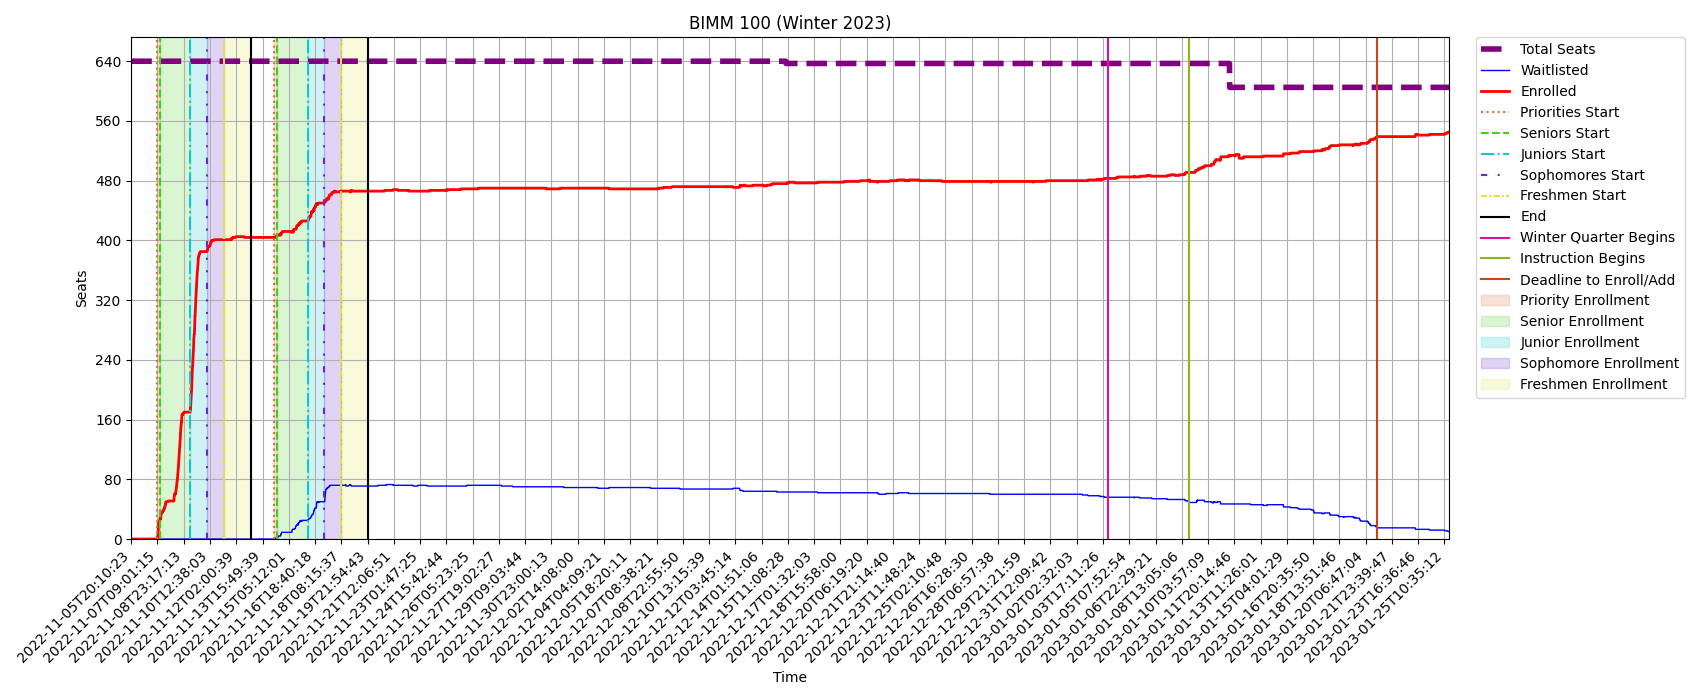 BIMM 100 (Winter 2023)
Seats
640
560
480
400
320
240
160
80
0
2022-11-05T20:10:23
2022-11-07T09:01:15
2022-11-08T23:17:13
2022-11-10T12:38:03
2022-11-12T02:00:39
2022-11-13T15:49:39
2022-11-15T05:12:01
2022-11-16T18:40:18
2022-11-18T08:15:37
2022-11-19T21:54:43
2022-11-21T12:06:51
2022-11-23T01:47:25
2022-11-24T15:42:44
2022-11-26T05:23:25
2022-11-27T19:02:27
2022-11-29T09:03:44
2022-11-30T23:00:13
2022-12-02T14:08:00
2022-12-04T04:09:21
2022-12-05T18:20:11
2022-12-07T08:38:21
2022-12-08T22:55:50
2022-12-10T13:15:39
2022-12-12T03:45:14
2022-12-14T01:51:06
2022-12-15T11:08:28
2022-12-17T01:32:03
2022-12-18T15:58:00
2022-12-20T06:19:20
2022-12-21T21:14:40
2022-12-23T11:48:24
2022-12-25T02:10:48
2022-12-26T16:28:30
2022-12-28T06:57:38
2022-12-29T21:21:59
2022-12-31T12:09:42
2023-01-02T02:32:03
2023-01-03T17:11:26
2023-01-05T07:52:54
2023-01-06T22:29:21
2023-01-08T13:05:06
2023-01-10T03:57:09
2023-01-11T20:14:46
2023-01-13T11:26:01
2023-01-15T04:01:29
2023-01-16T20:35:50
2023-01-18T13:51:46
2023-01-20T06:47:04
2023-01-21T23:39:47
2023-01-23T16:36:46
2023-01-25T10:35:12
Time
Total Seats
Waitlisted
Enrolled
Priorities Start
Seniors Start
Juniors Start
Sophomores Start
Freshmen Start
End
Winter Quarter Begins
Instruction Begins
Deadline to Enroll/Add
Priority Enrollment
Senior Enrollment
Junior Enrollment
Sophomore Enrollment
Freshmen Enrollment